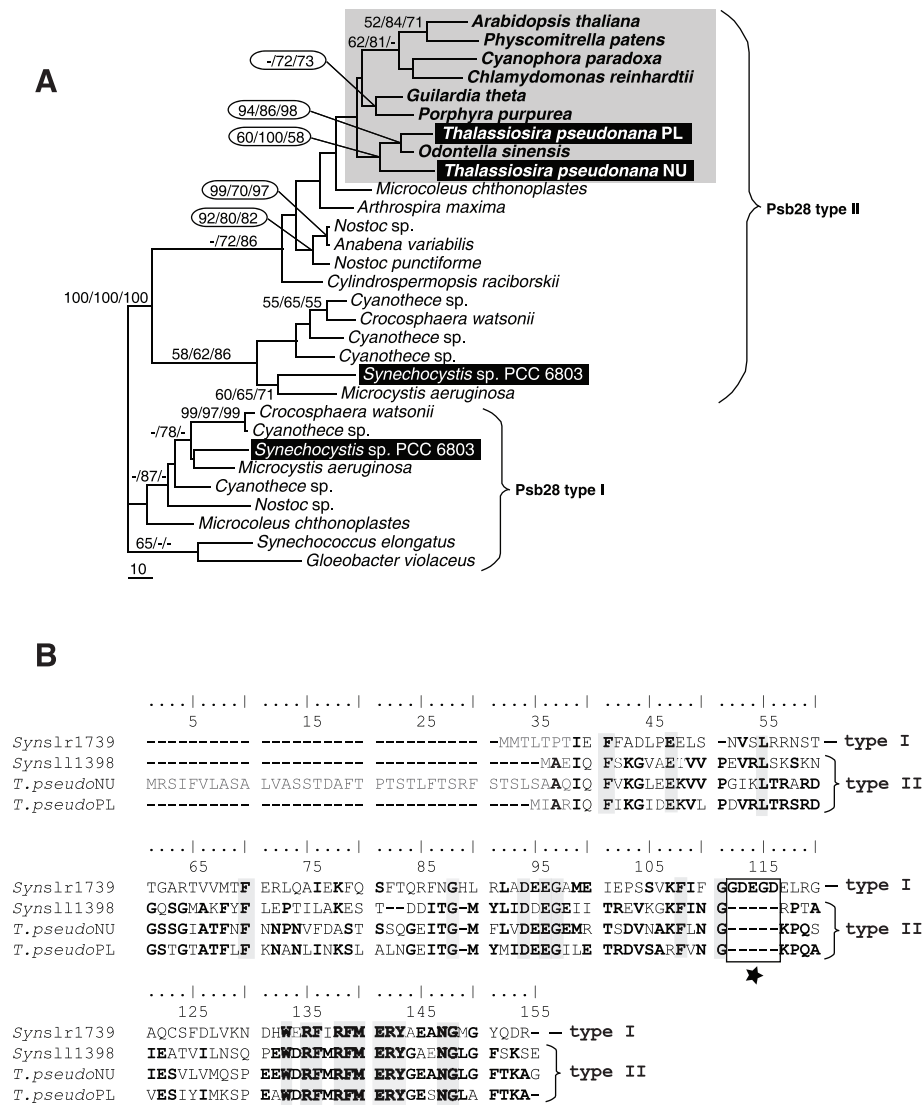 A
52/84/71
Arabidopsis thaliana
62/81/-
Physcomitrella patens
-/72/73
Cyanophora paradoxa
Chlamydomonas reinhardtii
94/86/98
Guilardia theta
Porphyra purpurea
60/100/58
Thalassiosira pseudonana PL
Odontella sinensis
Thalassiosira pseudonana NU
99/70/97
Microcoleus chthonoplastes
Arthrospira maxima
Psb28 type II
92/80/82
Nostoc sp.
-/72/86
Anabena variabilis
Nostoc punctiforme
Cylindrospermopsis raciborskii
100/100/100
55/65/55
Cyanothece sp.
Crocosphaera watsonii
Cyanothece sp.
58/62/86
Cyanothece sp.
Synechocystis sp. PCC 6803
60/65/71
Microcystis aeruginosa
99/97/99
Crocosphaera watsonii
-/78/-
Cyanothece sp.
Synechocystis sp. PCC 6803
-/87/-
Microcystis aeruginosa
Cyanothece sp.
Psb28 type I
Nostoc sp.
Microcoleus chthonoplastes
65/-/-
Synechococcus elongatus
Gloeobacter violaceus
10
B
....|....|....|....|....|....|....|....|....|....|....|....|
5 15 25 35 45 55
Synslr1739 ---------- ---------- ---------- -MMTLTPTIE FFADLPEELS -NVSLRRNST – type I
Synsll1398 ---------- ---------- ---------- -----MAEIQ FSKGVAEIVV PEVRLSKSKN
T.pseudoNU MRSIFVLASA LVASSTDAFT PTSTLFTSRF STSLSAAQIQ FVKGLEEKVV PGIKLTRARD type II
T.pseudoPL ---------- ---------- ---------- ----MIARIQ FIKGIDEKVL PDVRLTRSRD
....|....|....|....|....|....|....|....|....|....|....|....|
65 75 85 95 105 115
Synslr1739 TGARTVVMTF ERLQAIEKFQ SFTQRFNGHL RLADEEGAME IEPSSVKFIF GGDEGDELRG – type I
Synsll1398 GQSGMAKFYF LEPTILAKES T--DDITG-M YLIDDEGEII TREVKGKFIN G-----RPTA
T.pseudoNU GSSGIATFNF NNPNVFDAST SSQGEITG-M FLVDEEGEMR TSDVNAKFLN G-----KPQS type II
T.pseudoPL GSTGTATFLF KNANLINKSL ALNGEITG-M YMIDEEGILE TRDVSARFVN G-----KPQA
....|....|....|....|....|....|....|
125 135 145 155
Synslr1739 AQCSFDLVKN DHWFRFIRFM ERYAEANGMG YQDR- – type I
Synsll1398 IEATVILNSQ PEWDRFMRFM ERYGAENGLG FSKSE
T.pseudoNU IESVLVMQSP EEWDRFMRFM ERYGESNGLG FTKAG type II
T.pseudoPL VESIYIMKSP EAWDRFMRFM ERYGESNGLA FTKA-